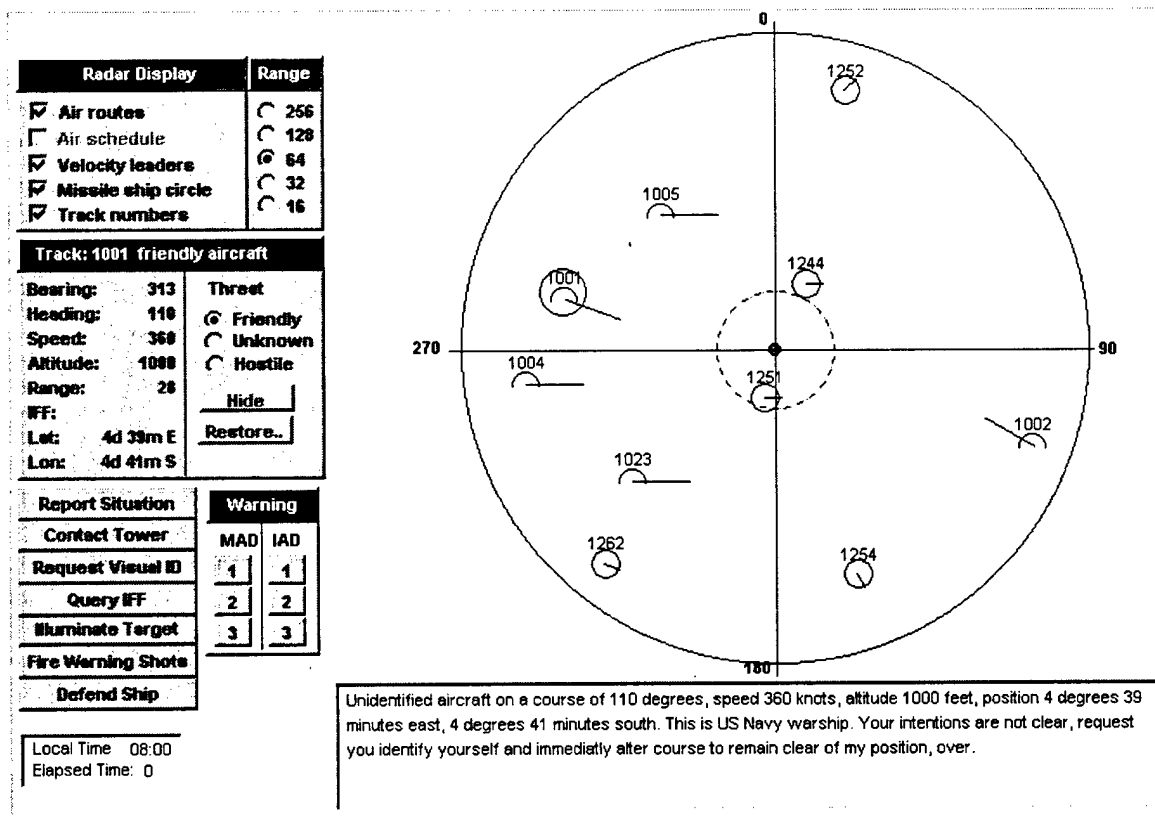 Radar Display
Range
Air routes
Air schedule
Velocity leaders
Missile ship circle
Track numbers
256
128
64
32
16
Track: 1001 friendly aircraft
Bearing: 313
Heading: 110
Speed: 360
Altitude: 1000
Range: 28
IFF:
Lat: 4d 39m E
Lon: 4d 41m S
Threat
Friendly
Unknown
Hostile
Hide
Restore..
Report Situation
Contact Tower
Request Visual ID
Query IFF
Illuminate Target
Fire Warning Shots
Defend Ship
Warning
MAD IAD
1 1
2 2
3 3
Local Time 08:00
Elapsed Time: 0
0
1252
1005
1244
1001
270
90
1004
1251
1002
1023
1262
1254
180
Unidentified aircraft on a course of 110 degrees, speed 360 knots, altitude 1000 feet, position 4 degrees 39
minutes east, 4 degrees 41 minutes south. This is US Navy warship. Your intentions are not clear, request
you identify yourself and immediatly alter course to remain clear of my position, over.